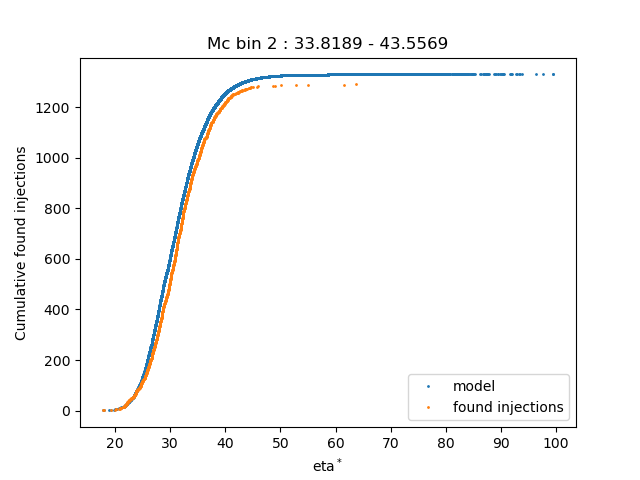 Mc bin 2 : 33.8189 - 43.5569
Cumulative found injections
1200
1000
800
600
400
200
0
model
found injections
20 30 40 50 60 70 80 90 100
eta*